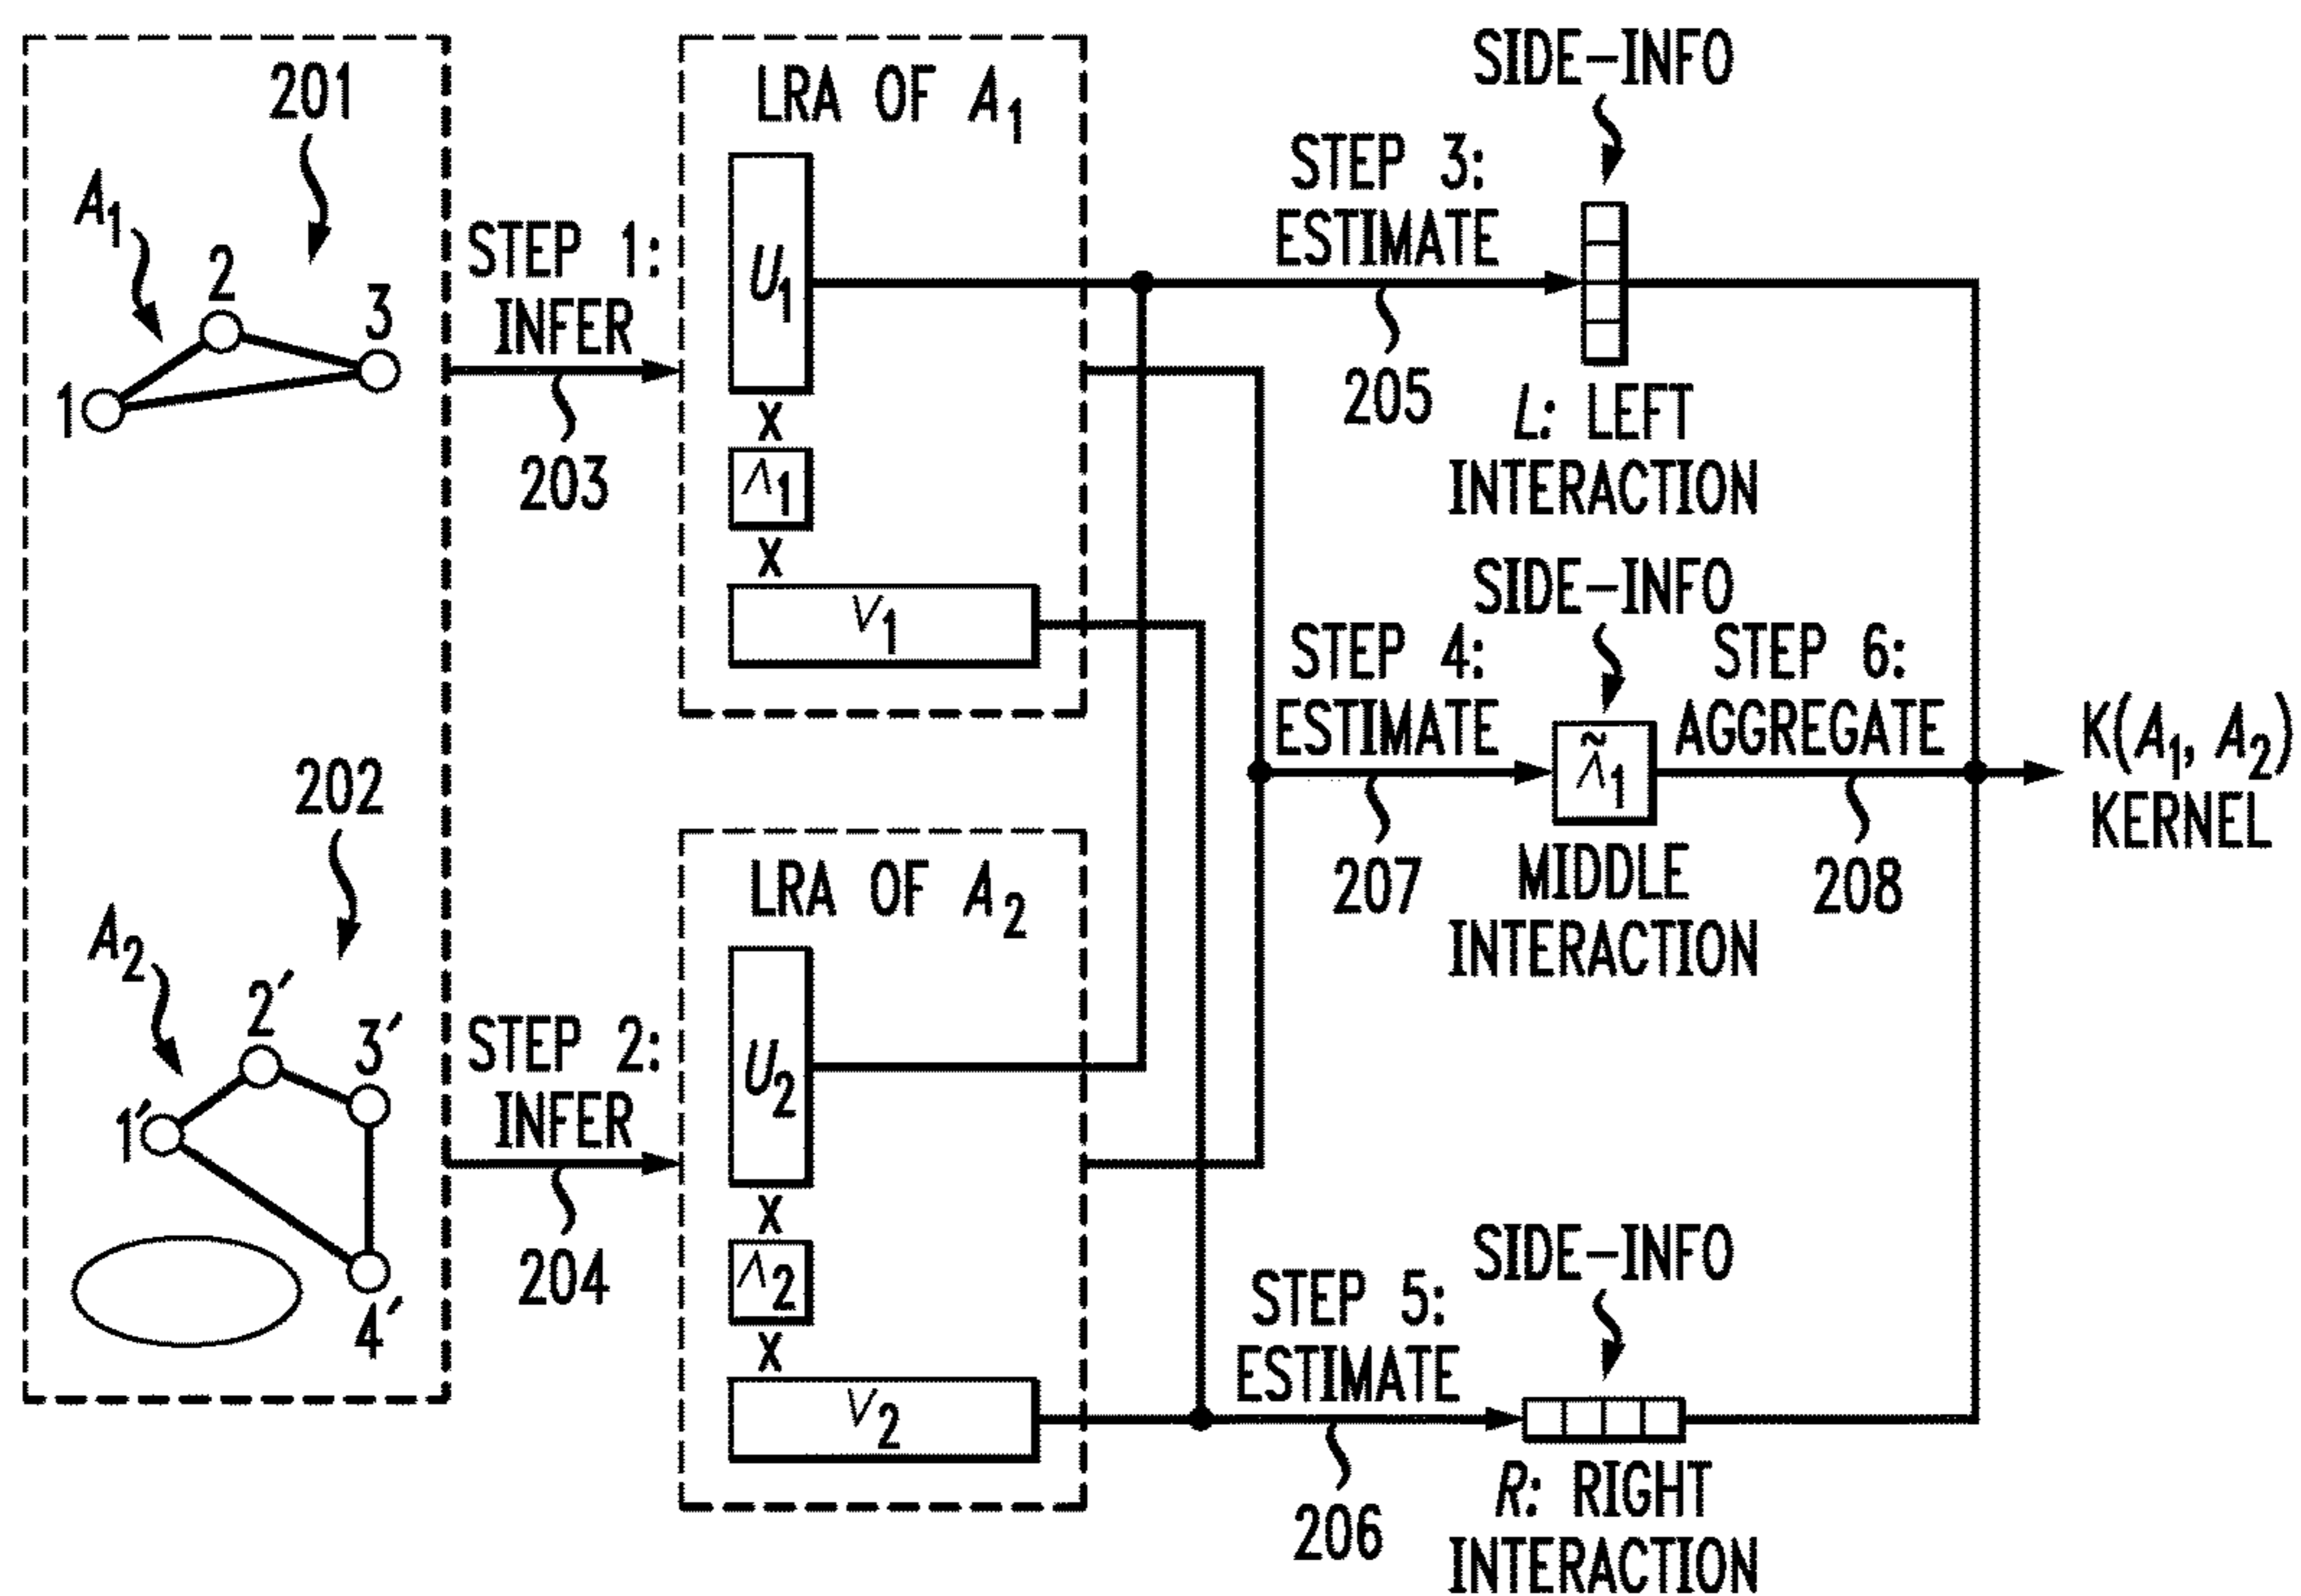 201
A1
1
2
3
STEP 1:
INFER
203
LRA OF A1
U1
x
Λ1
x
V1
202
A2
1′
2′
3′
4′
STEP 2:
INFER
204
LRA OF A2
U2
x
Λ2
x
V2
STEP 3:
ESTIMATE
205
SIDE-INFO
L: LEFT
INTERACTION
STEP 4:
ESTIMATE
207
SIDE-INFO
Λ̃1
MIDDLE
INTERACTION
STEP 6:
AGGREGATE
208
K(A1, A2)
KERNEL
STEP 5:
ESTIMATE
206
SIDE-INFO
R: RIGHT
INTERACTION